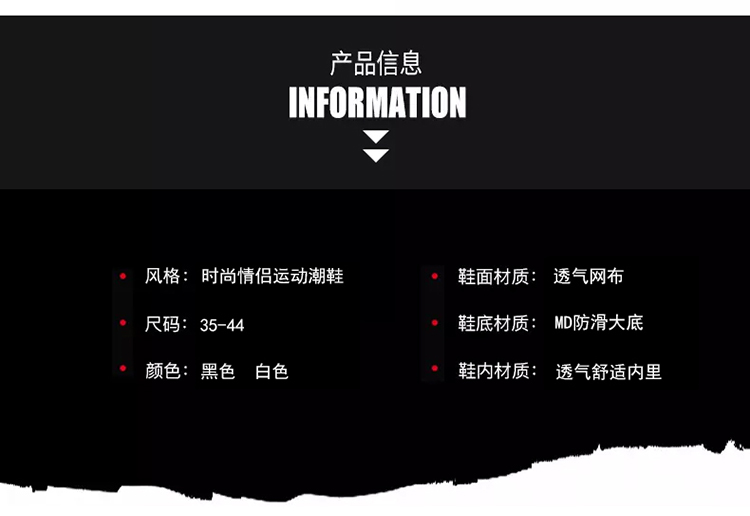 产品信息
INFORMATION
风格：时尚情侣运动潮鞋
鞋面材质：透气网布
尺码：35-44
鞋底材质：MD防滑大底
颜色：黑色 白色
鞋内材质：透气舒适内里